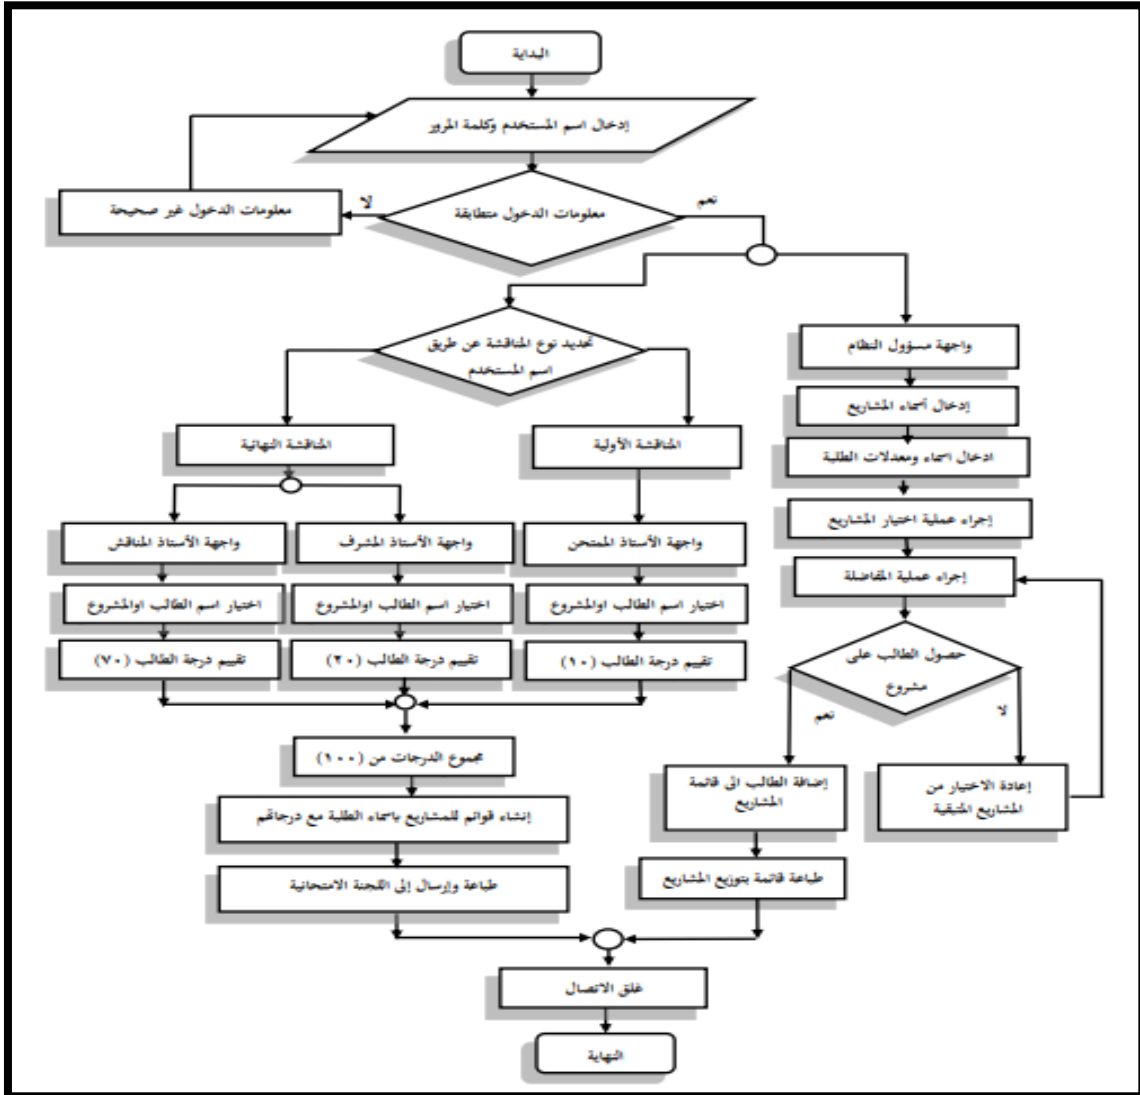 البداية
إدخال اسم المستخدم وكلمة المرور
معلومات الدخول متطابقة
نعم
لا
معلومات الدخول غير صحيحة
تحديد نوع المناقشة عن طريق
اسم المستخدم
واجهة مسؤول النظام
إدخال أسماء المشاريع
ادخال اسماء ومعدلات الطلبة
إجراء عملية اختيار المشاريع
إجراء عملية المفاضلة
حصول الطالب على
مشروع
نعم
لا
إعادة الاختيار من
المشاريع المتبقية
إضافة الطالب الى قائمة
المشاريع
طباعة قائمة بتوزيع المشاريع
المناقشة الأولية
واجهة الأستاذ الممتحن
اختيار اسم الطالب اوالمشروع
تقييم درجة الطالب (١٠)
المناقشة النهائية
واجهة الأستاذ المشرف
اختيار اسم الطالب اوالمشروع
تقييم درجة الطالب (٢٠)
واجهة الأستاذ المناقش
اختيار اسم الطالب اوالمشروع
تقييم درجة الطالب (٧٠)
مجموع الدرجات من (١٠٠)
إنشاء قوائم للمشاريع باسماء الطلبة مع درجاتهم
طباعة وإرسال إلى اللجنة الامتحانية
غلق الاتصال
النهاية